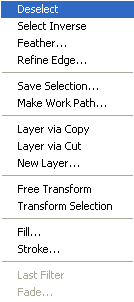 Deselect
Select Inverse
Feather...
Refine Edge...
Save Selection...
Make Work Path...
Layer via Copy
Layer via Cut
New Layer...
Free Transform
Transform Selection
Fill...
Stroke...
Last Filter
Fade...